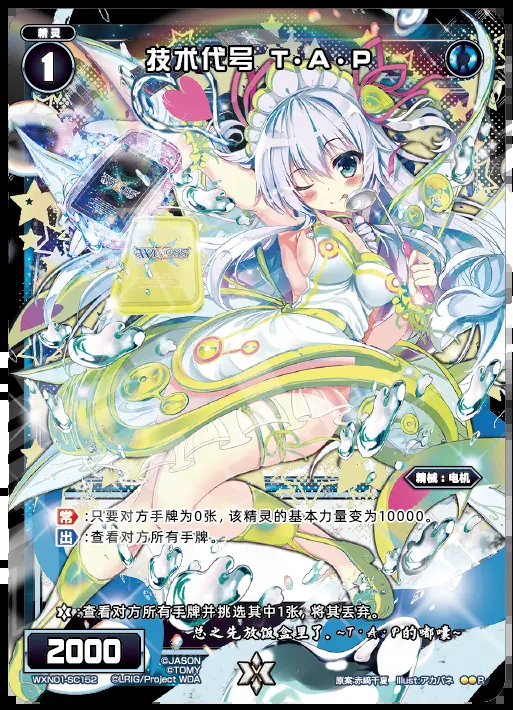 精灵
1
技术代号 T・A・P
WIXOSS
精械：电机
常:只要对方手牌为0张，该精灵的基本力量变为10000。
出:查看对方所有手牌。
:查看对方所有手牌并挑选其中1张，将其丢弃。
总之先放饭盒里了。~T・A・P的嘟囔~
2000
©JASON
©TOMY
WXN01-SC152 ©LRIG/Project WDA
原案:赤嶋千夏 Illust:アカバネ R